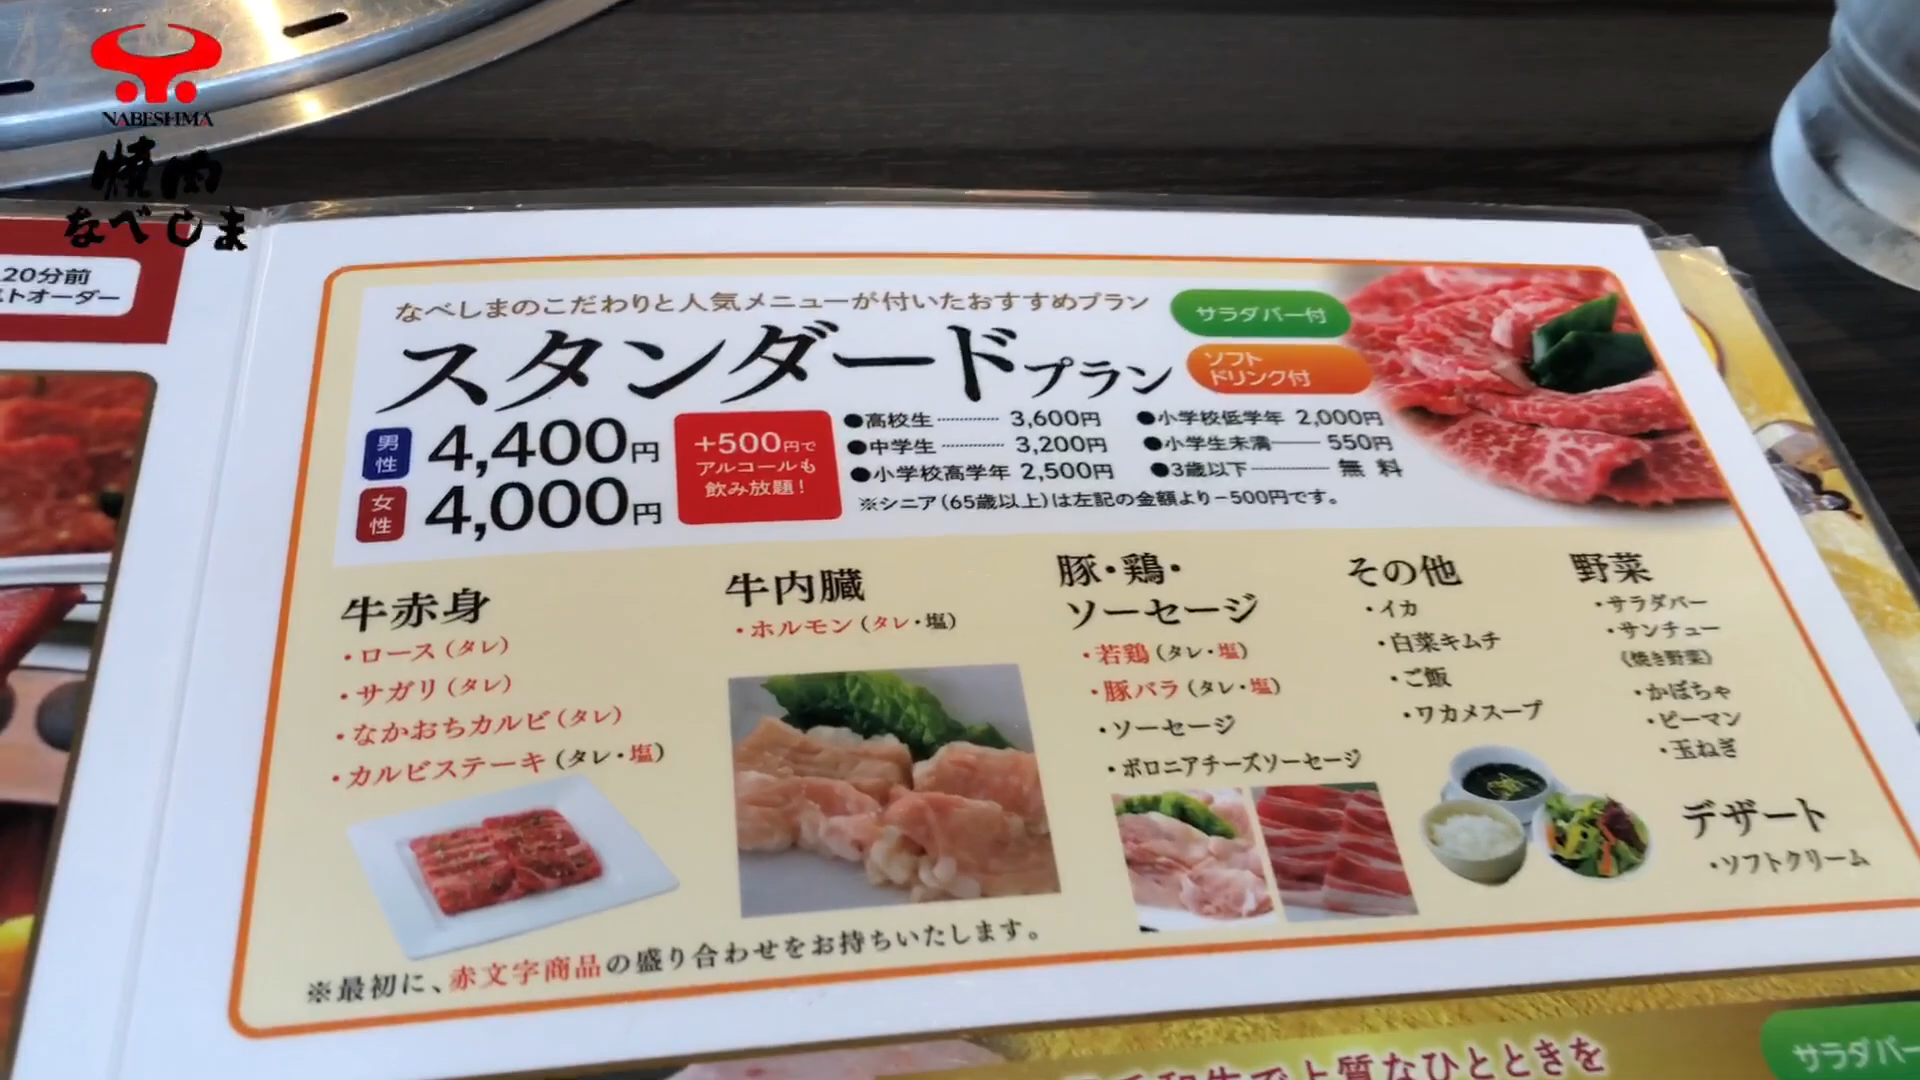 NABESHIMA
焼肉
なべしま
20分前
トオーダー
なべしまのこだわりと人気メニューが付いたおすすめプラン
サラダバー付
スタンダードプラン
ソフト
ドリンク付
男性 4,400円
女性 4,000円
+500円で
アルコールも
飲み放題!
●高校生 3,600円
●中学生 3,200円
●小学校高学年 2,500円
●小学校低学年 2,000円
●小学生未満 550円
●3歳以下 無料
※シニア(65歳以上)は左記の金額より-500円です。
牛赤身
・ロース(タレ)
・サガリ(タレ)
・なかおちカルビ(タレ)
・カルビステーキ(タレ・塩)
牛内臓
・ホルモン(タレ・塩)
豚・鶏・
ソーセージ
・若鶏(タレ・塩)
・豚バラ(タレ・塩)
・ソーセージ
・ボロニアチーズソーセージ
その他
・イカ
・白菜キムチ
・ご飯
・ワカメスープ
野菜
・サラダバー
・サンチュー
《焼き野菜》
・かぼちゃ
・ピーマン
・玉ねぎ
デザート
・ソフトクリーム
※最初に、赤文字商品の盛り合わせをお持ちいたします。
和牛で上質なひとときを
サラダバー